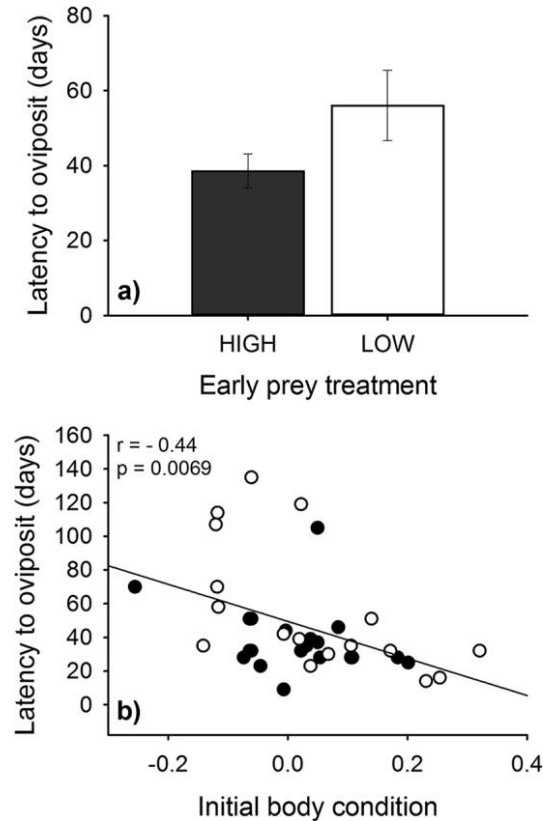 Latency to oviposit (days)
80
60
40
20
0
a)
HIGH LOW
Early prey treatment
Latency to oviposit (days)
160
140
120
100
80
60
40
20
0
r = - 0.44
p = 0.0069
b)
-0.2 0.0 0.2 0.4
Initial body condition